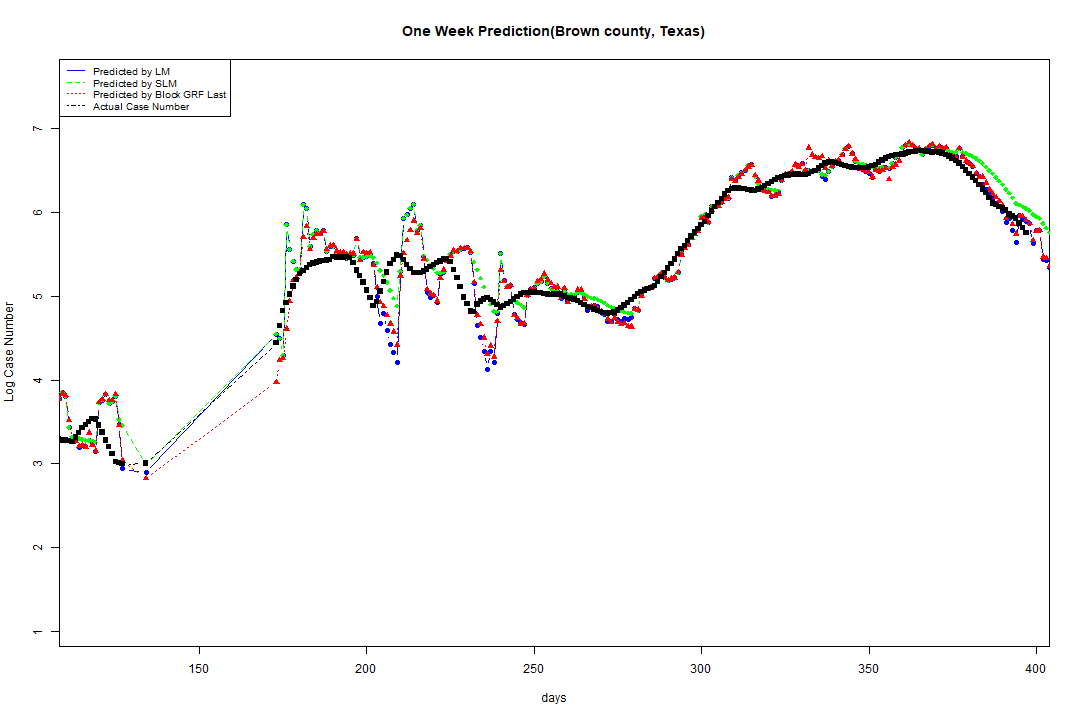 One Week Prediction(Brown county, Texas)
Predicted by LM
Predicted by SLM
Predicted by Block GRF Last
Actual Case Number
7
6
5
4
3
2
1
Log Case Number
150 200 250 300 350 400
days